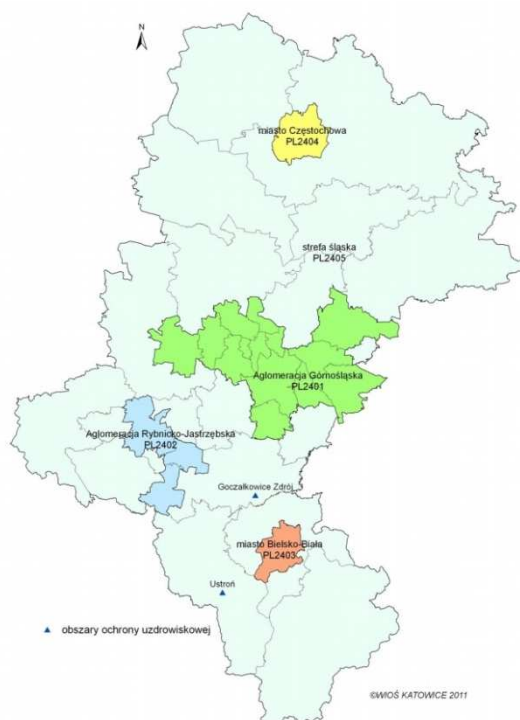 N
miasto Częstochowa
PL2404
strefa śląska
PL2405
Aglomeracja Górnośląska
PL2401
Aglomeracja Rybnicko-Jastrzębska
PL2402
Goczałkowice Zdrój
miasto Bielsko-Biała
PL2403
Ustroń
obszary ochrony uzdrowiskowej
©WIOŚ KATOWICE 2011